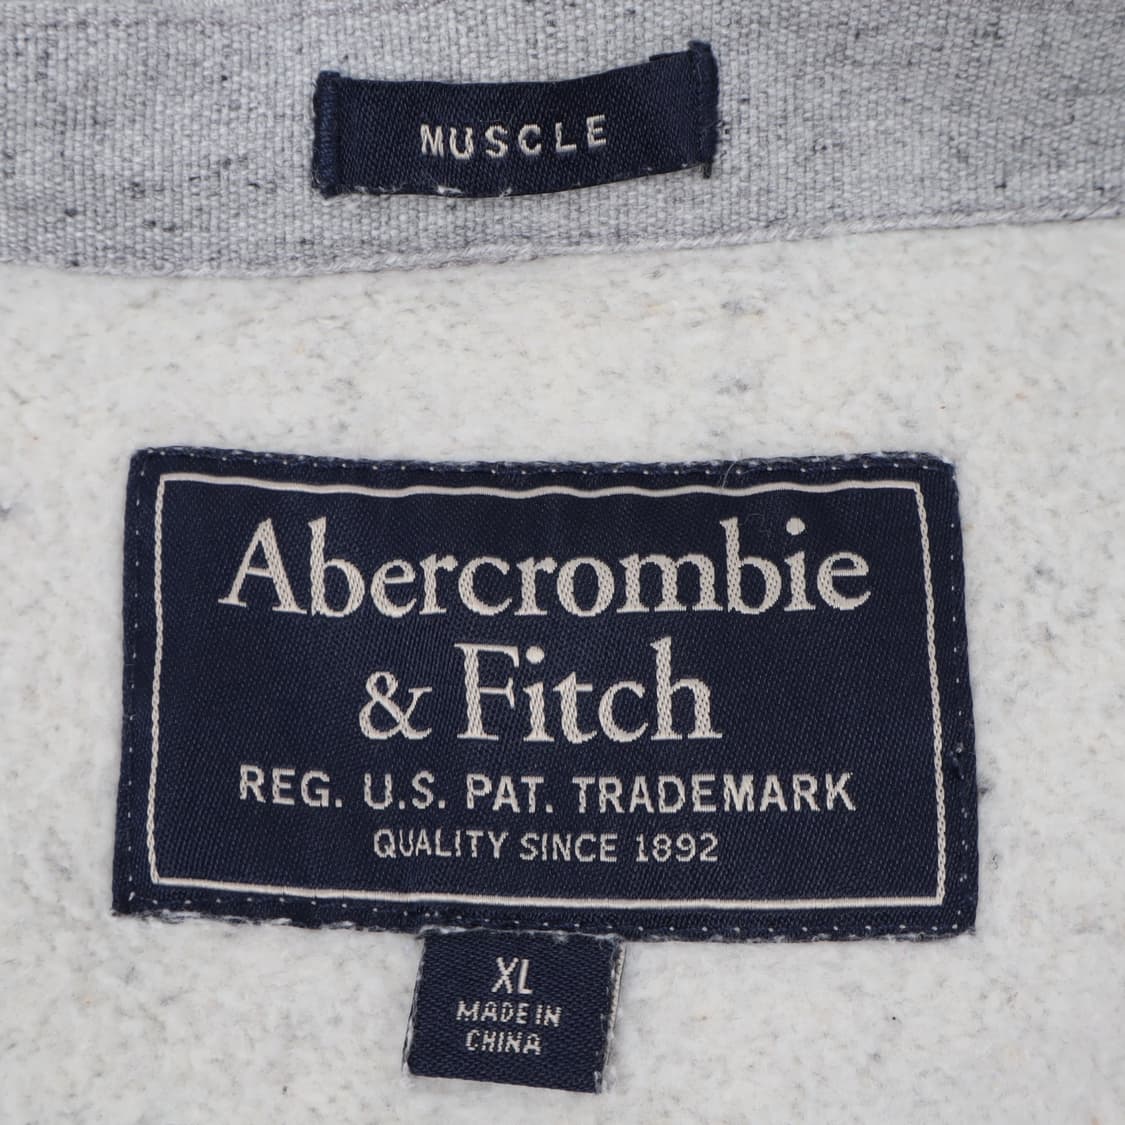 MUSCLE
Abercrombie
& Fitch
REG. U.S. PAT. TRADEMARK
QUALITY SINCE 1892
XL
MADE IN
CHINA